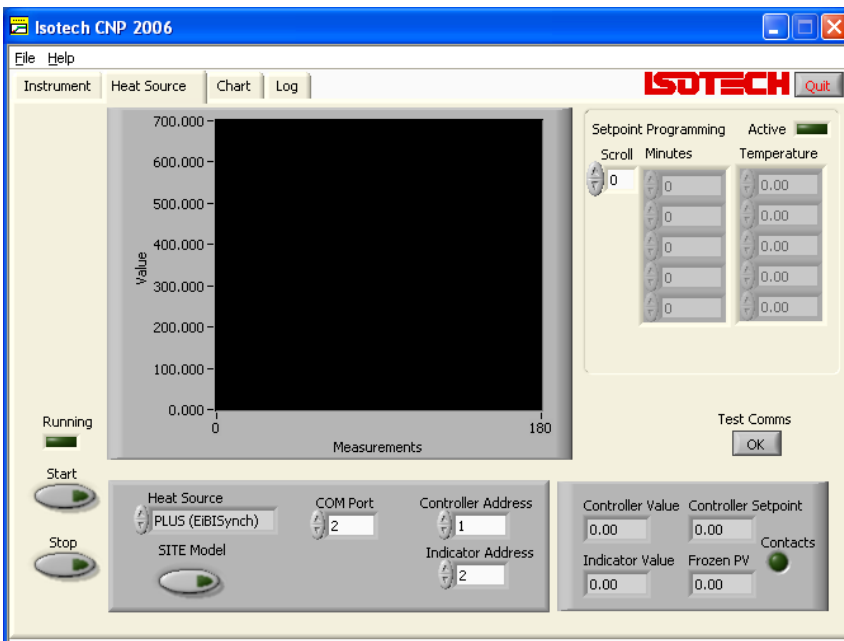 Isotech CNP 2006
File Help
Instrument Heat Source Chart Log ISOTECH Quit
Setpoint Programming Active
Scroll Minutes Temperature
0 0 0.00
0 0.00
0 0.00
0 0.00
0 0.00
Value
700.000
600.000
500.000
400.000
300.000
200.000
100.000
0.000
0 180
Measurements
Running
Start
Stop
Test Comms
OK
Heat Source COM Port Controller Address
PLUS (EiBISynch) 2 1
SITE Model Indicator Address
2
Controller Value Controller Setpoint
0.00 0.00
Contacts
Indicator Value Frozen PV
0.00 0.00